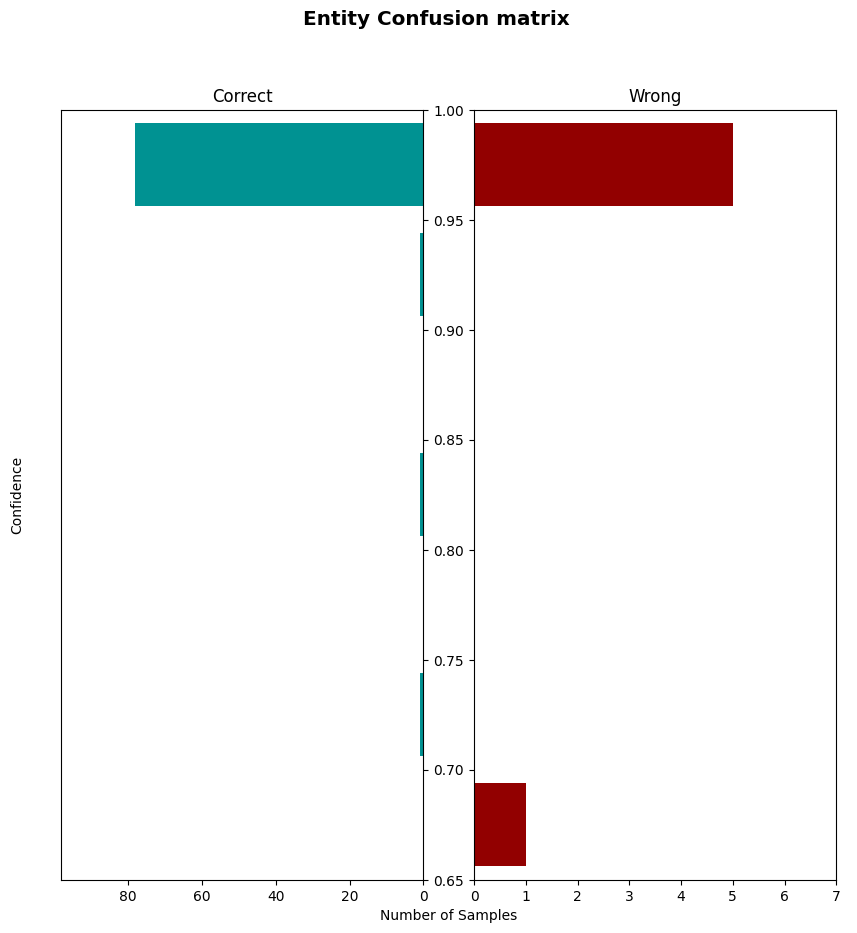 Entity Confusion matrix
Correct
Wrong
1.00
0.95
0.90
0.85
0.80
0.75
0.70
0.65
Confidence
80 60 40 20 0
0 1 2 3 4 5 6 7
Number of Samples